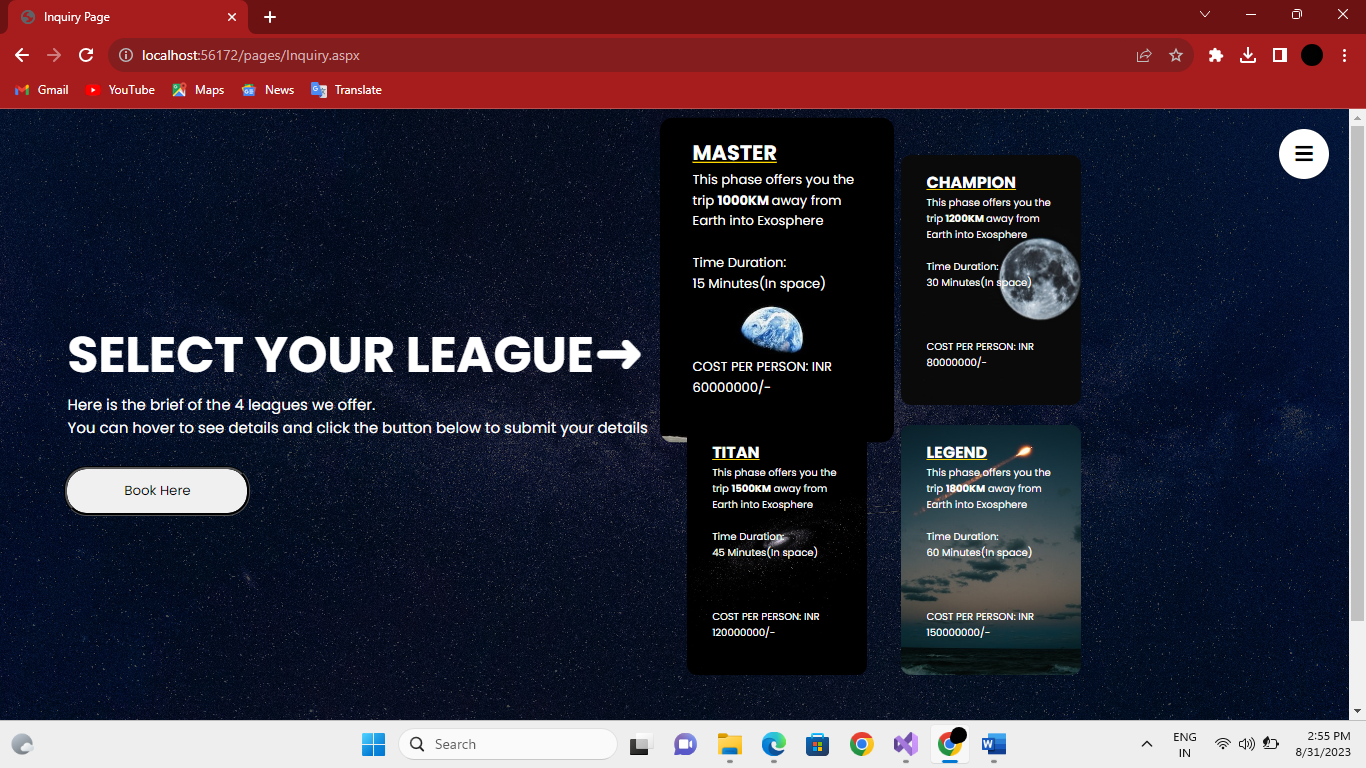 Inquiry Page
localhost:56172/pages/Inquiry.aspx
Gmail
YouTube
Maps
News
Translate
SELECT YOUR LEAGUE➜
Here is the brief of the 4 leagues we offer.
You can hover to see details and click the button below to submit your details
Book Here
MASTER
This phase offers you the
trip 1000KM away from
Earth into Exosphere
Time Duration:
15 Minutes(In space)
COST PER PERSON: INR
60000000/-
CHAMPION
This phase offers you the
trip 1200KM away from
Earth into Exosphere
Time Duration:
30 Minutes(In space)
COST PER PERSON: INR
80000000/-
TITAN
This phase offers you the
trip 1500KM away from
Earth into Exosphere
Time Duration:
45 Minutes(In space)
COST PER PERSON: INR
120000000/-
LEGEND
This phase offers you the
trip 1800KM away from
Earth into Exosphere
Time Duration:
60 Minutes(In space)
COST PER PERSON: INR
150000000/-
Search
ENG
IN
2:55 PM
8/31/2023